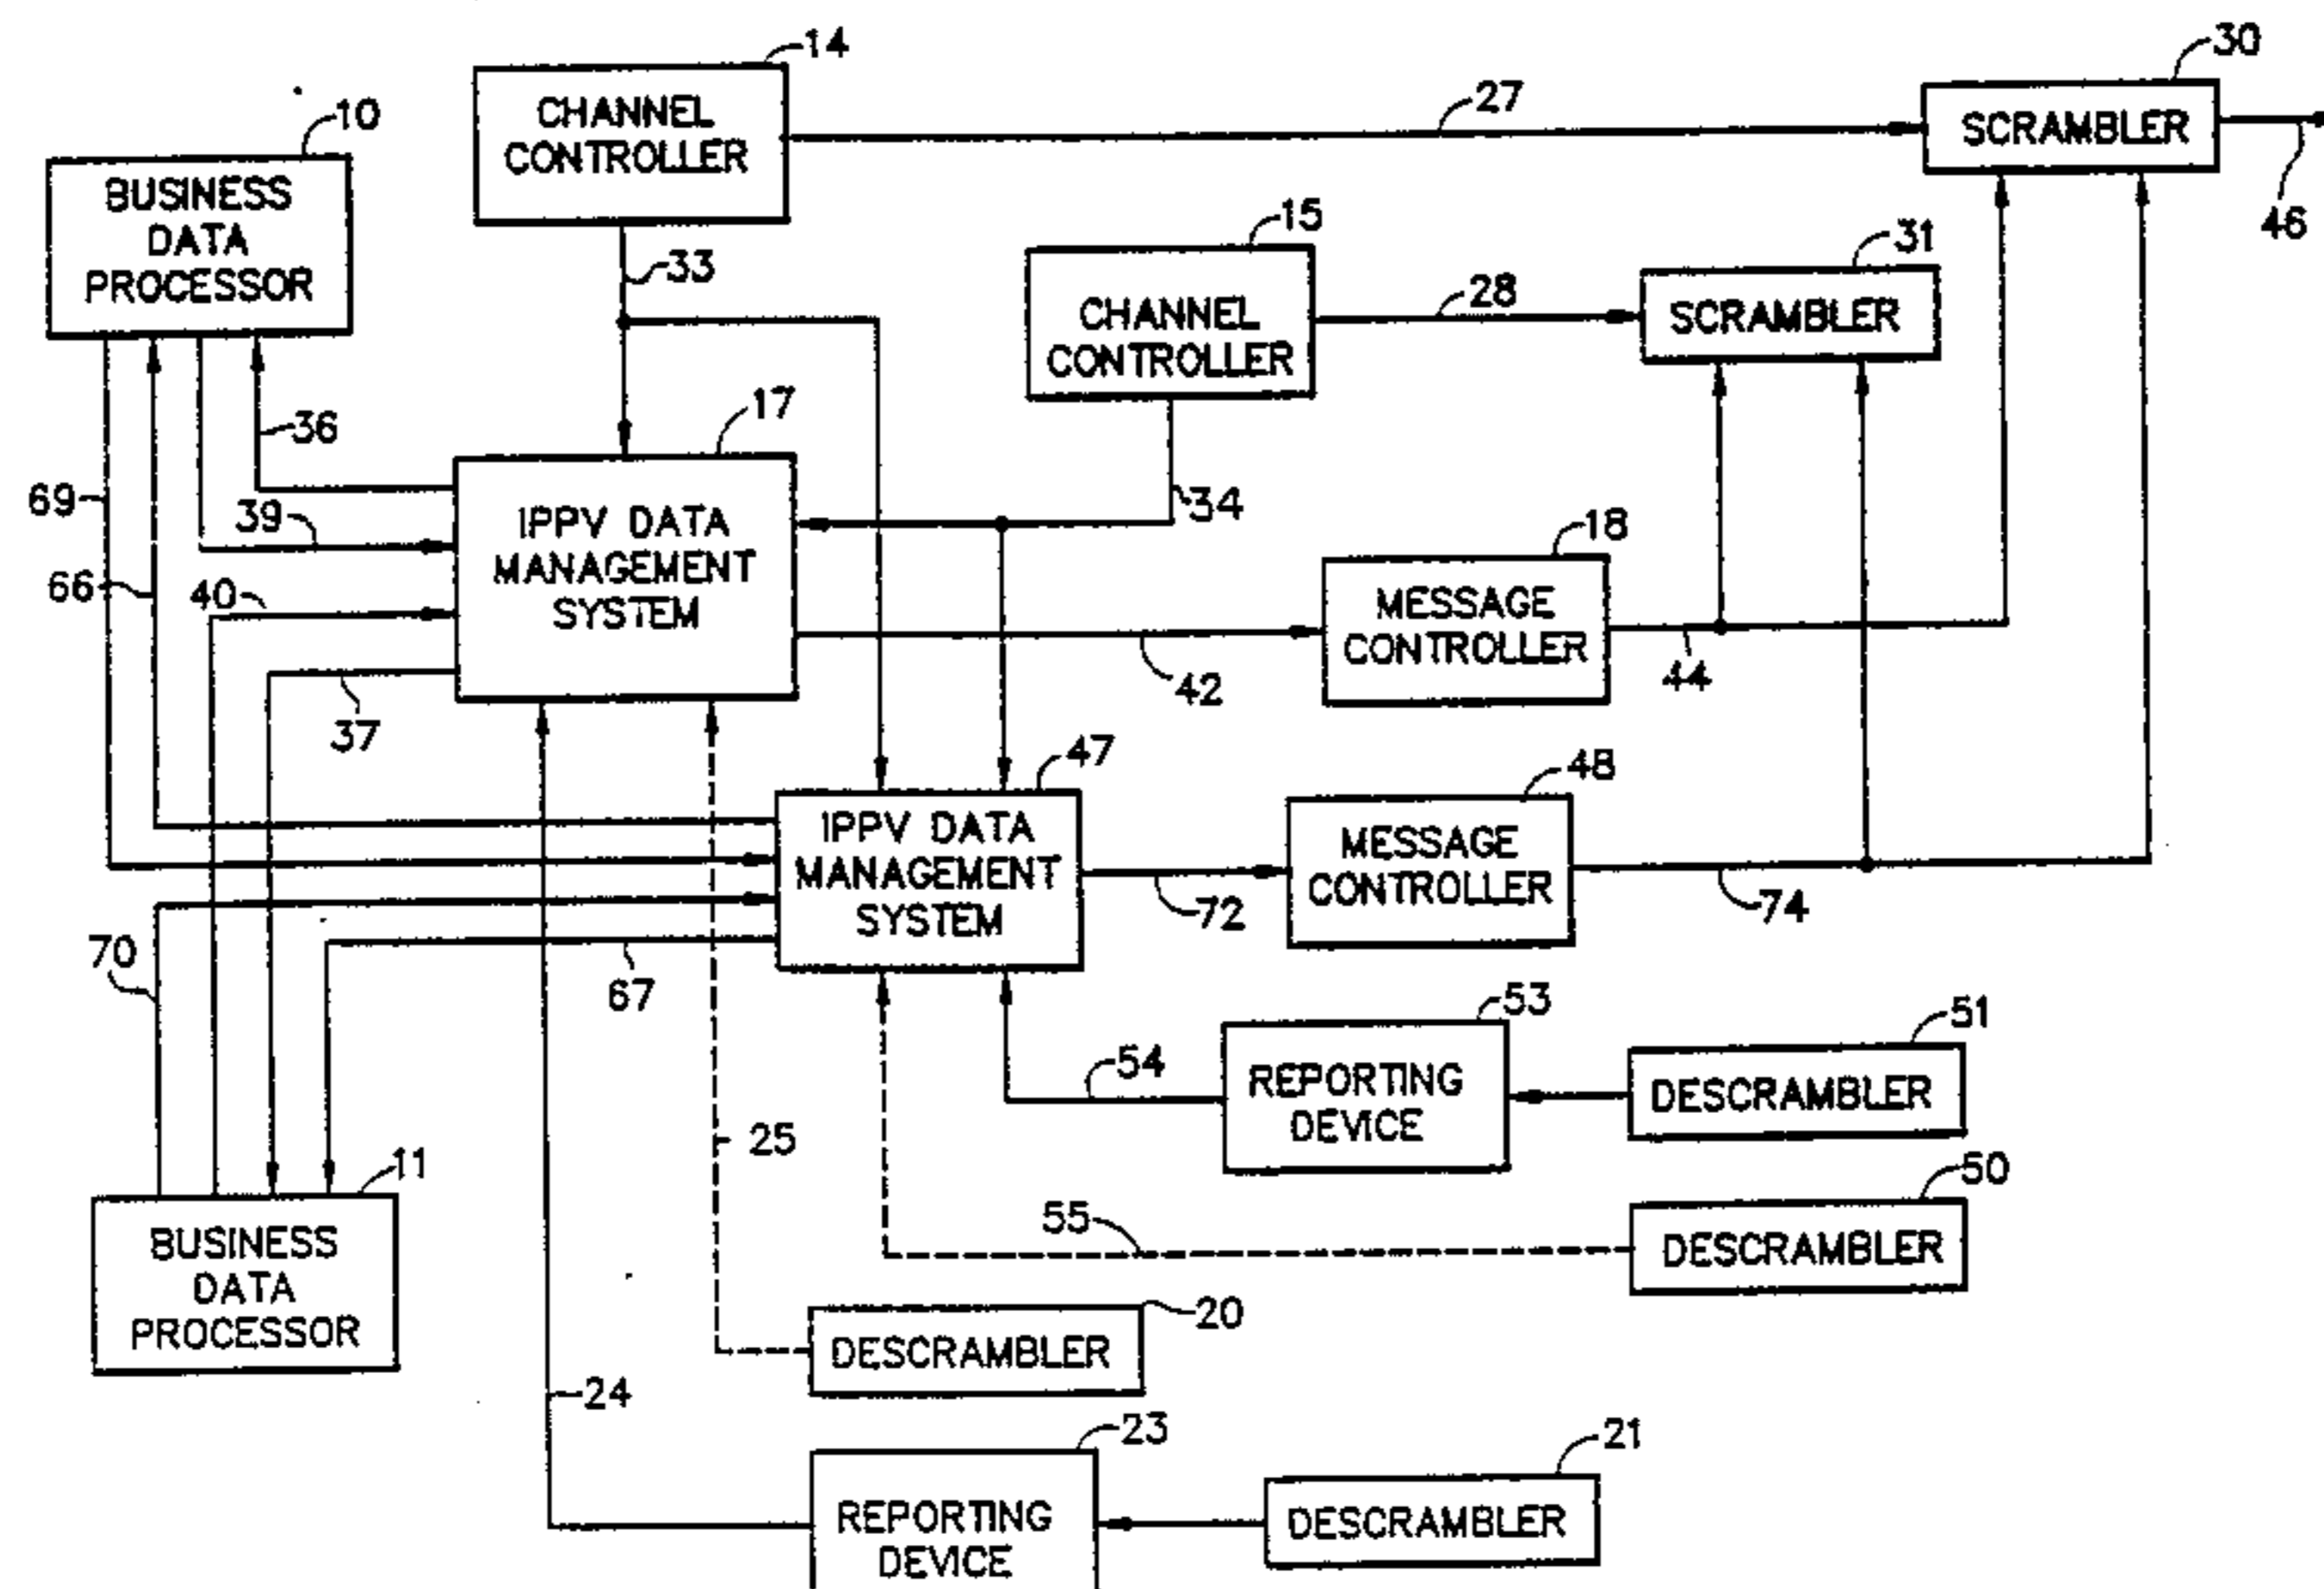 14
CHANNEL
CONTROLLER
27
30
SCRAMBLER
46
10
BUSINESS
DATA
PROCESSOR
33
15
CHANNEL
CONTROLLER
28
31
SCRAMBLER
36
17
34
69
39
IPPV DATA
MANAGEMENT
SYSTEM
18
MESSAGE
CONTROLLER
66
40
42
44
37
47
IPPV DATA
MANAGEMENT
SYSTEM
48
MESSAGE
CONTROLLER
72
74
70
67
53
REPORTING
DEVICE
54
51
DESCRAMBLER
25
11
BUSINESS
DATA
PROCESSOR
50
DESCRAMBLER
55
20
DESCRAMBLER
24
23
REPORTING
DEVICE
21
DESCRAMBLER